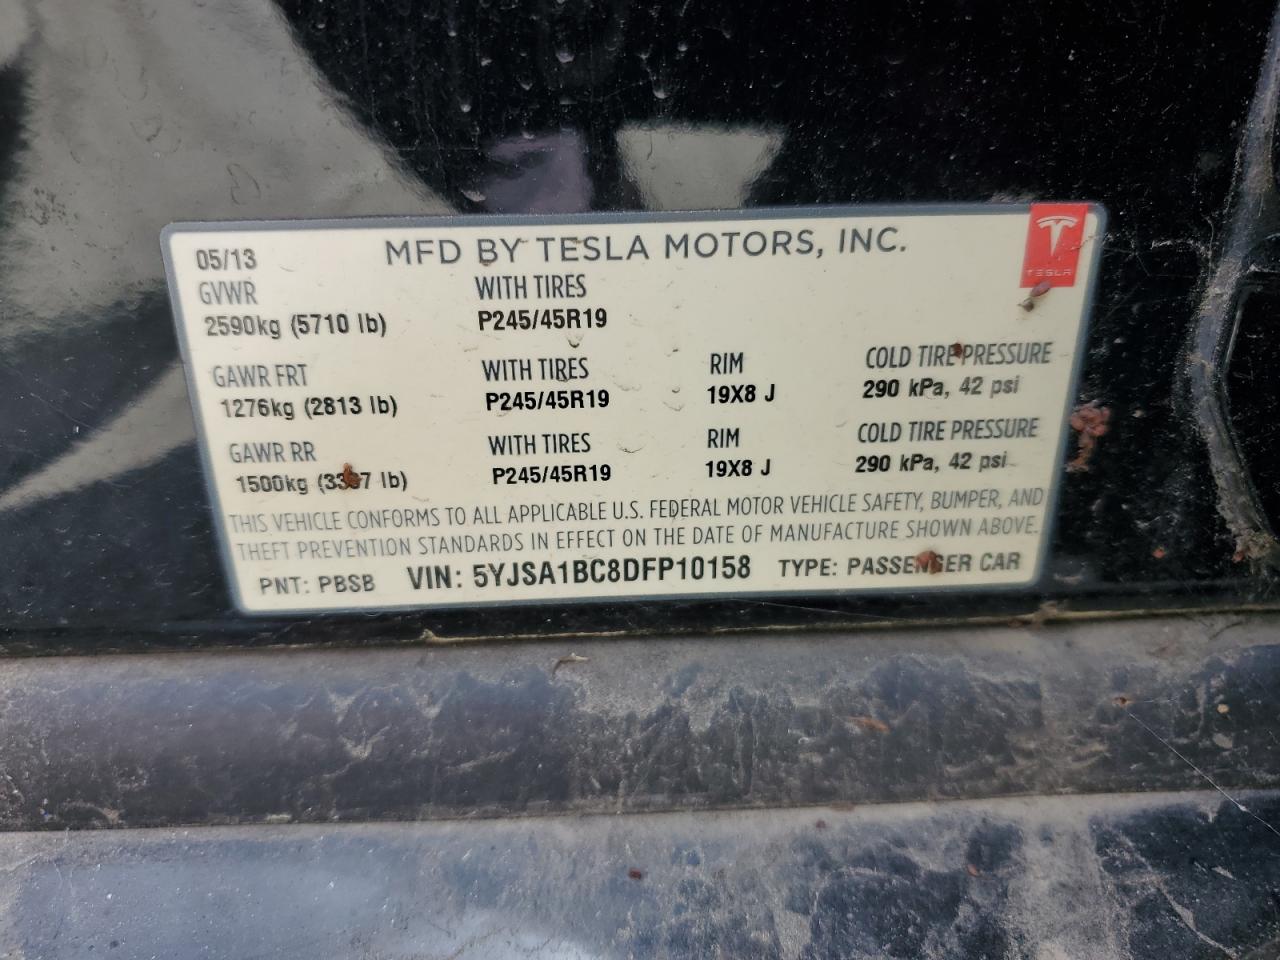 05/13 MFD BY TESLA MOTORS, INC.
TESLA
GVWR WITH TIRES
2590kg (5710 lb) P245/45R19
GAWR FRT WITH TIRES RIM COLD TIRE PRESSURE
1276kg (2813 lb) P245/45R19 19X8 J 290 kPa, 42 psi
GAWR RR WITH TIRES RIM COLD TIRE PRESSURE
1500kg P245/45R19 19X8 J 290 kPa, 42 psi
THIS VEHICLE CONFORMS TO ALL APPLICABLE U.S. FEDERAL MOTOR VEHICLE SAFETY, BUMPER, AND
THEFT PREVENTION STANDARDS IN EFFECT ON THE DATE OF MANUFACTURE SHOWN ABOVE.
PNT: PBSB VIN: 5YJSA1BC8DFP10158 TYPE: PASSENGER CAR